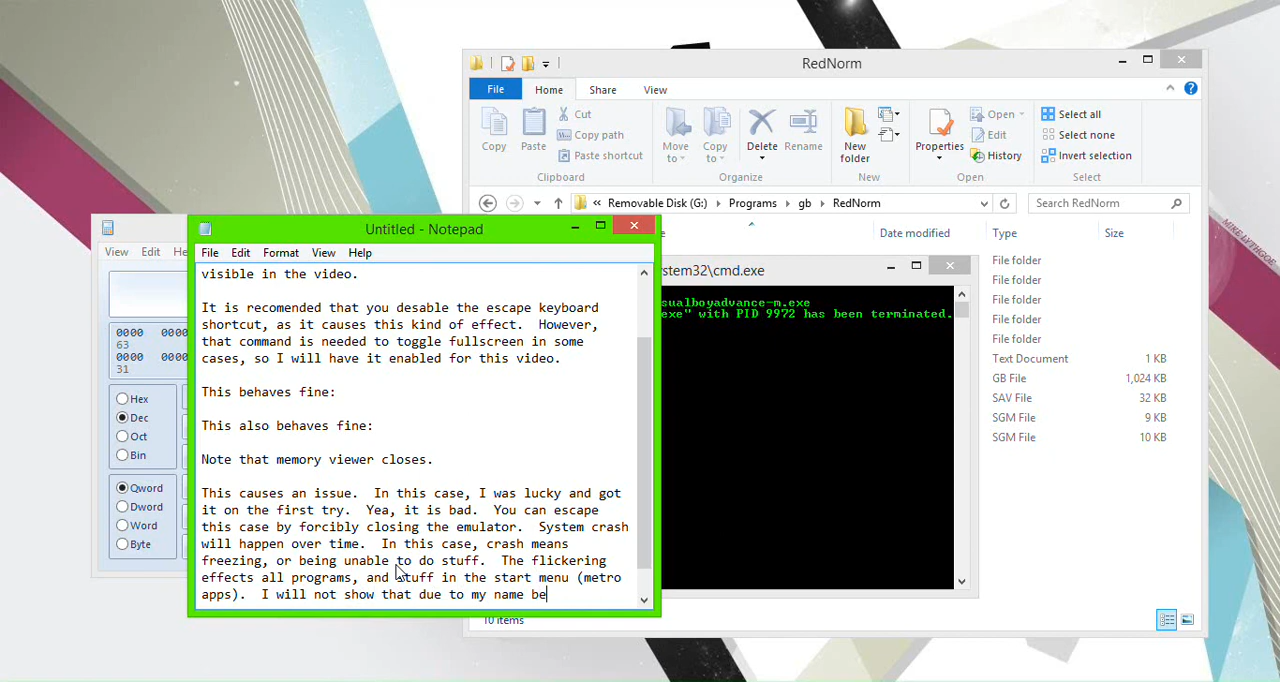 RedNorm
File Home Share View
Copy Paste Cut Copy path Paste shortcut
Clipboard
Move to Copy to Delete Rename
Organize
New folder
New
Properties Open Edit History
Open
Select all
Select none
Invert selection
Select
« Removable Disk (G:) Programs gb RedNorm
Search RedNorm
Date modified Type Size
File folder
File folder
File folder
File folder
File folder
Text Document 1 KB
GB File 1,024 KB
SAV File 32 KB
SGM File 9 KB
SGM File 10 KB
10 items
MIKE LYTHGOE
stem32\cmd.exe
sualboyadvance-m.exe
exe" with PID 9972 has been terminated.
View Edit He
0000 0000
63
0000 0000
31
Hex
Dec
Oct
Bin
Qword
Dword
Word
Byte
Untitled - Notepad
File Edit Format View Help
visible in the video.
It is recomended that you desable the escape keyboard
shortcut, as it causes this kind of effect.  However,
that command is needed to toggle fullscreen in some
cases, so I will have it enabled for this video.
This behaves fine:
This also behaves fine:
Note that memory viewer closes.
This causes an issue.  In this case, I was lucky and got
it on the first try.  Yea, it is bad.  You can escape
this case by forcibly closing the emulator.  System crash
will happen over time.  In this case, crash means
freezing, or being unable to do stuff.  The flickering
effects all programs, and stuff in the start menu (metro
apps).  I will not show that due to my name be